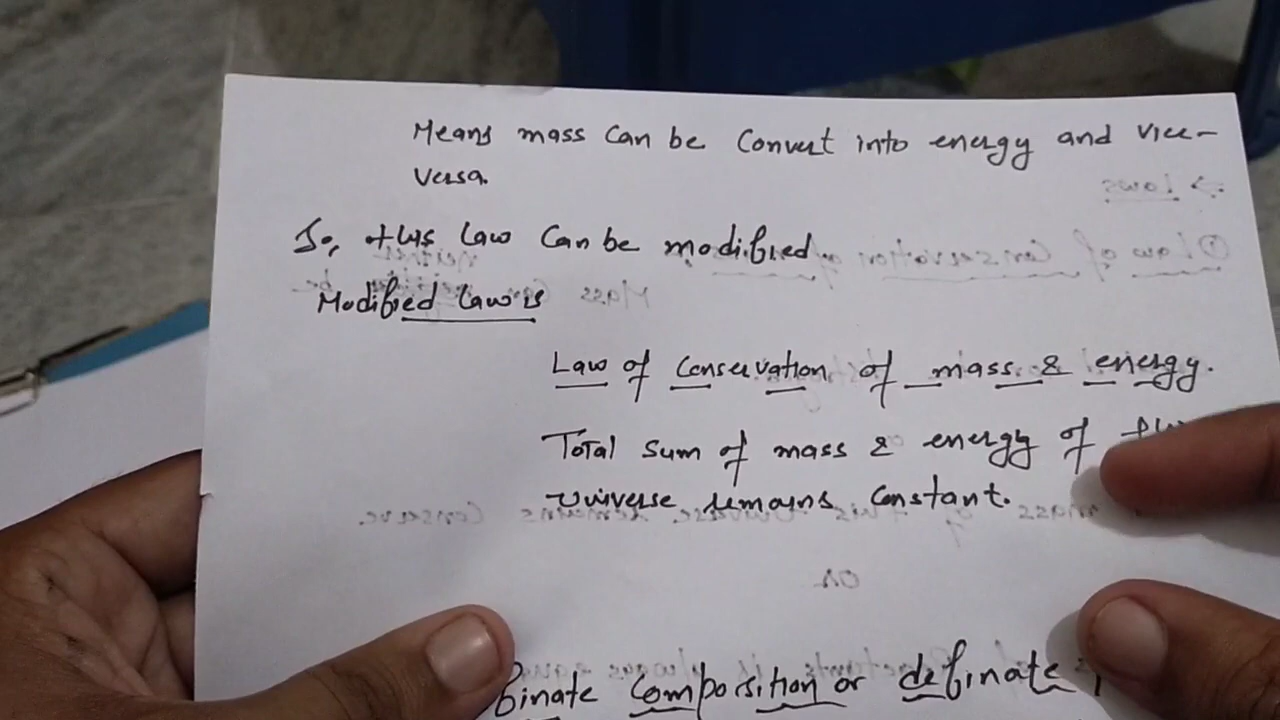 Means mass can be Convert into energy and vice-
versa.
So, this law can be modified.
Modified law is
Law of Conservation of mass & energy.
Total sum of mass & energy of
universe remains constant.
composition or definate